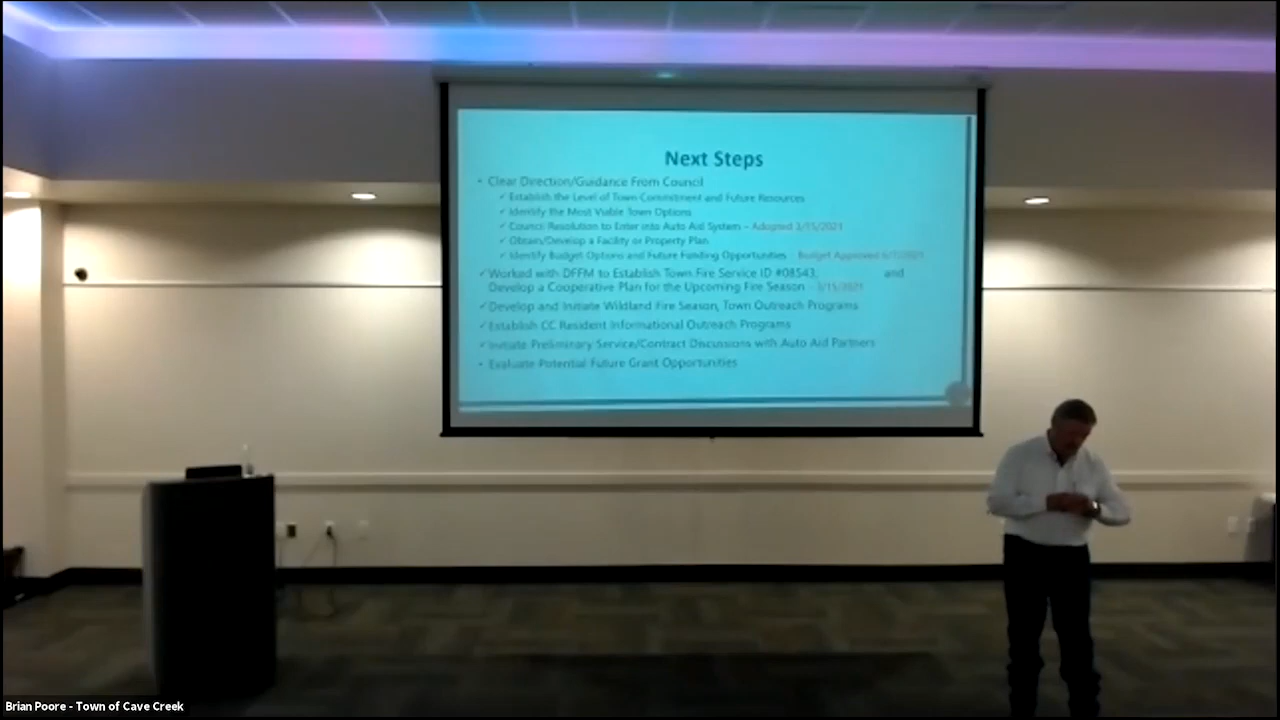 Next Steps
• Clear Direction/Guidance From Council
✓ Establish the Level of Town Commitment and Future Resources
✓ Identify the Most Viable Town Options
✓ Council Resolution to Enter into Auto Aid System – Adopted 3/15/2021
✓ Obtain/Develop a Facility or Property Plan
✓ Identify Budget Options and Future Funding Opportunities - Budget Approved
✓ Worked with DFFM to Establish Town Fire Service ID #08543, and
Develop a Cooperative Plan for the Upcoming Fire Season - 3/15/2021
✓ Develop and Initiate Wildland Fire Season, Town Outreach Programs
✓ Establish CC Resident Informational Outreach Programs
✓ Initiate Preliminary Service/Contract Discussions with Auto Aid Partners
• Evaluate Potential Future Grant Opportunities
Brian Poore - Town of Cave Creek